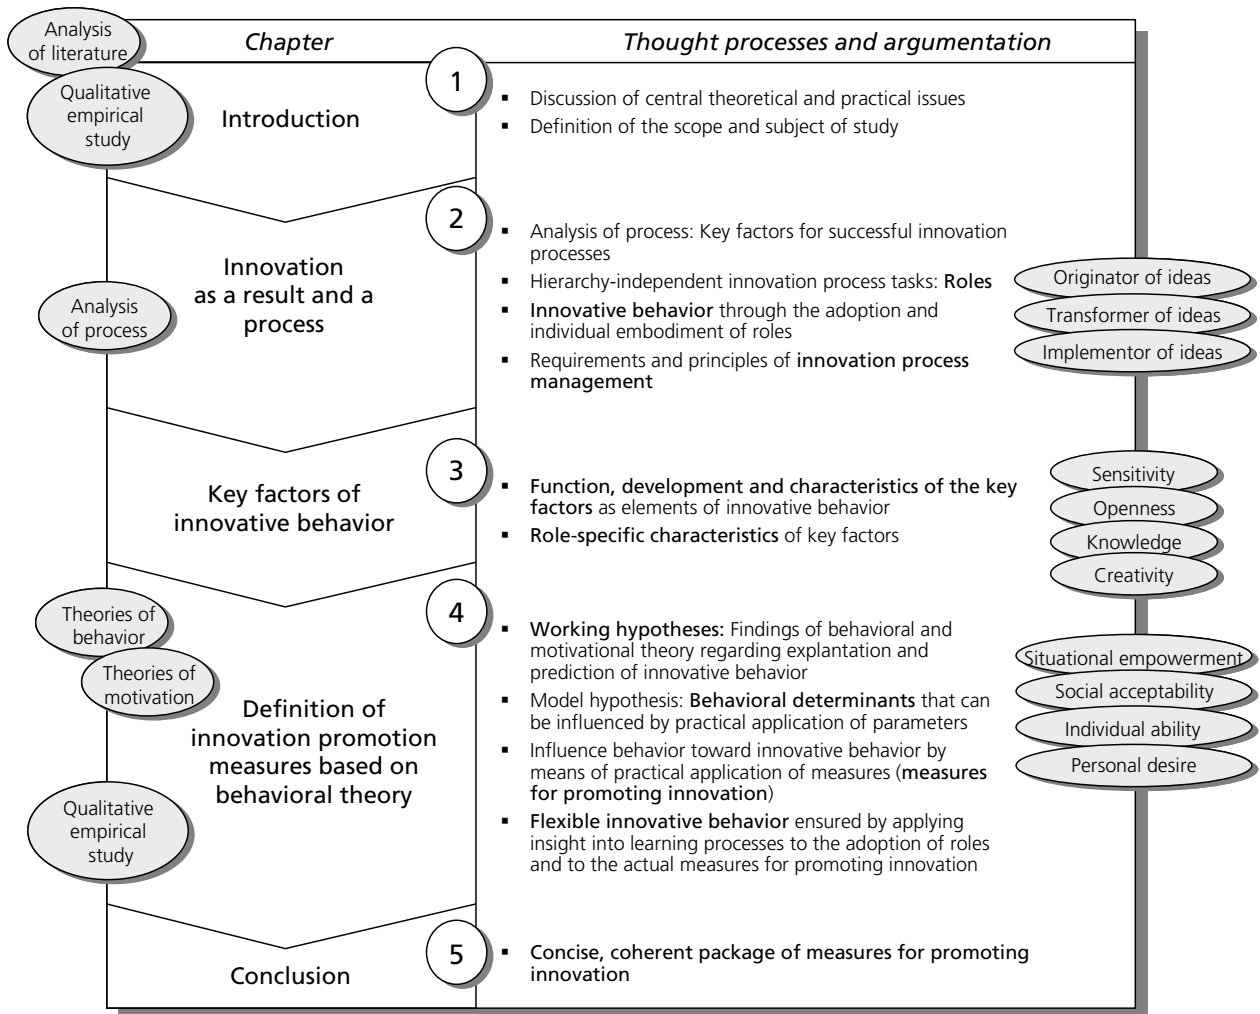 Analysis
of literature
Chapter
Thought processes and argumentation
Qualitative
empirical
study
Introduction
1
▪ Discussion of central theoretical and practical issues
▪ Definition of the scope and subject of study
Innovation
as a result and a
process
2
Analysis
of process
▪ Analysis of process: Key factors for successful innovation
processes
▪ Hierarchy-independent innovation process tasks: Roles
▪ Innovative behavior through the adoption and
individual embodiment of roles
▪ Requirements and principles of innovation process
management
Originator of ideas
Transformer of ideas
Implementor of ideas
Key factors of
innovative behavior
3
▪ Function, development and characteristics of the key
factors as elements of innovative behavior
▪ Role-specific characteristics of key factors
Sensitivity
Openness
Knowledge
Creativity
Theories of
behavior
Theories of
motivation
Definition of
innovation promotion
measures based on
behavioral theory
Qualitative
empirical
study
4
▪ Working hypotheses: Findings of behavioral and
motivational theory regarding explantation and
prediction of innovative behavior
▪ Model hypothesis: Behavioral determinants that can
be influenced by practical application of parameters
▪ Influence behavior toward innovative behavior by
means of practical application of measures (measures
for promoting innovation)
▪ Flexible innovative behavior ensured by applying
insight into learning processes to the adoption of roles
and to the actual measures for promoting innovation
Situational empowerment
Social acceptability
Individual ability
Personal desire
Conclusion
5
▪ Concise, coherent package of measures for promoting
innovation